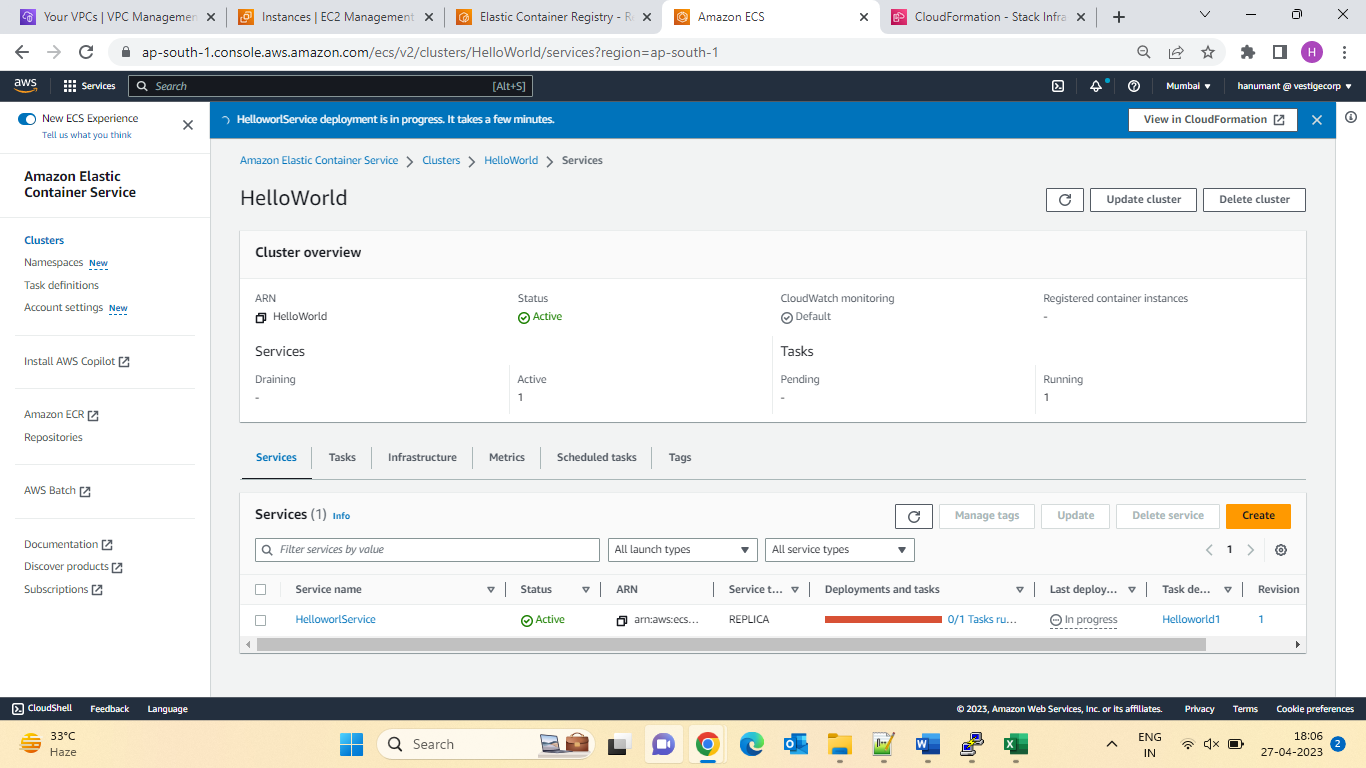 Your VPCs | VPC Managemen
Instances | EC2 Management
Elastic Container Registry - R
Amazon ECS
CloudFormation - Stack Infra
ap-south-1.console.aws.amazon.com/ecs/v2/clusters/HelloWorld/services?region=ap-south-1
H
aws
Services
Search
[Alt+S]
Mumbai
hanumant @ vestigecorp
New ECS Experience
Tell us what you think
HelloworlService deployment is in progress. It takes a few minutes.
View in CloudFormation
Amazon Elastic Container Service
Clusters
Namespaces New
Task definitions
Account settings New
Install AWS Copilot
Amazon ECR
Repositories
AWS Batch
Documentation
Discover products
Subscriptions
Amazon Elastic Container Service > Clusters > HelloWorld > Services
HelloWorld
Update cluster
Delete cluster
Cluster overview
ARN
HelloWorld
Status
Active
CloudWatch monitoring
Default
Registered container instances
-
Services
Draining
-
Active
1
Tasks
Pending
-
Running
1
Services Tasks Infrastructure Metrics Scheduled tasks Tags
Services (1) Info
Manage tags
Update
Delete service
Create
Filter services by value
All launch types
All service types
1
Service name Status ARN Service t... Deployments and tasks Last deploy... Task de... Revision
HelloworlService Active arn:aws:ecs... REPLICA 0/1 Tasks ru... In progress Helloworld1 1
CloudShell Feedback Language
© 2023, Amazon Web Services, Inc. or its affiliates. Privacy Terms Cookie preferences
33°C
Haze
Search
ENG
IN
18:06
27-04-2023
2